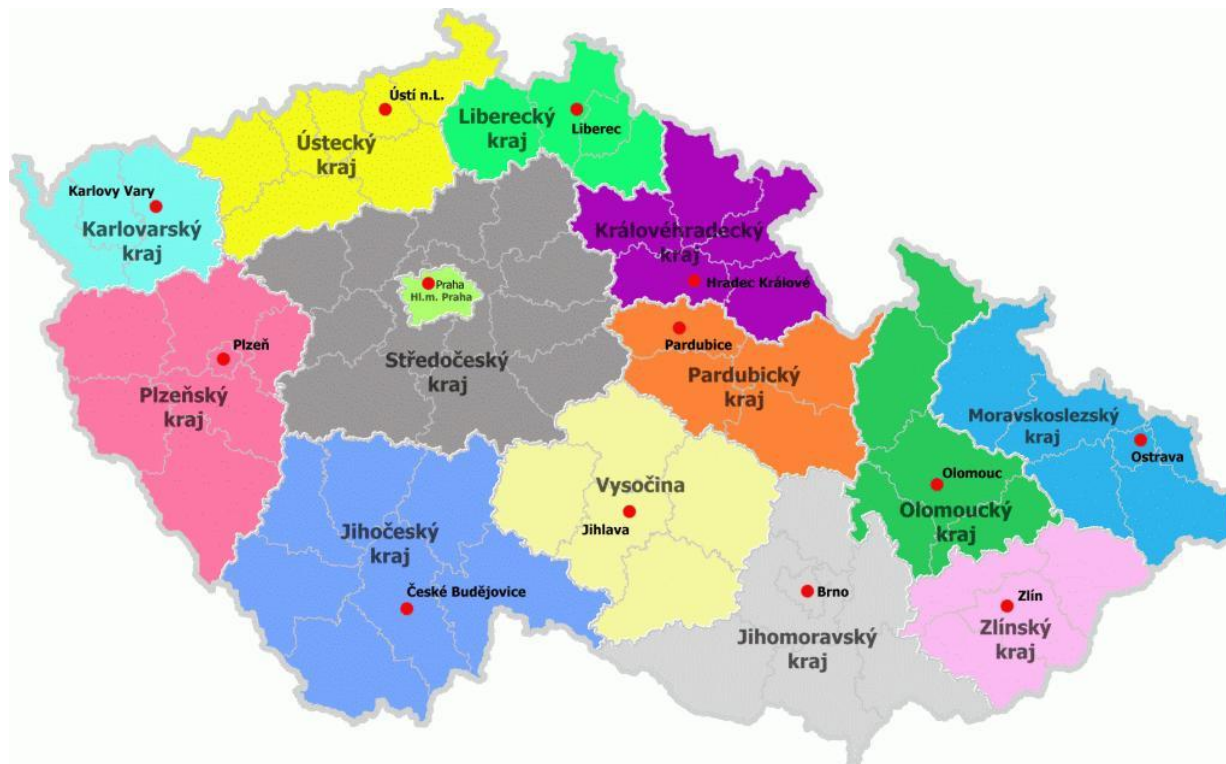 Ústí n.L.
Ústecký
kraj
Liberecký
kraj
Liberec
Karlovy Vary
Karlovarský
kraj
Královéhradecký
kraj
Hradec Králové
Praha
Hl.m. Praha
Plzeň
Plzeňský
kraj
Středočeský
kraj
Pardubice
Pardubický
kraj
Moravskoslezský
kraj
Ostrava
Olomouc
Olomoucký
kraj
Vysočina
Jihlava
Jihočeský
kraj
České Budějovice
Brno
Jihomoravský
kraj
Zlín
Zlínský
kraj